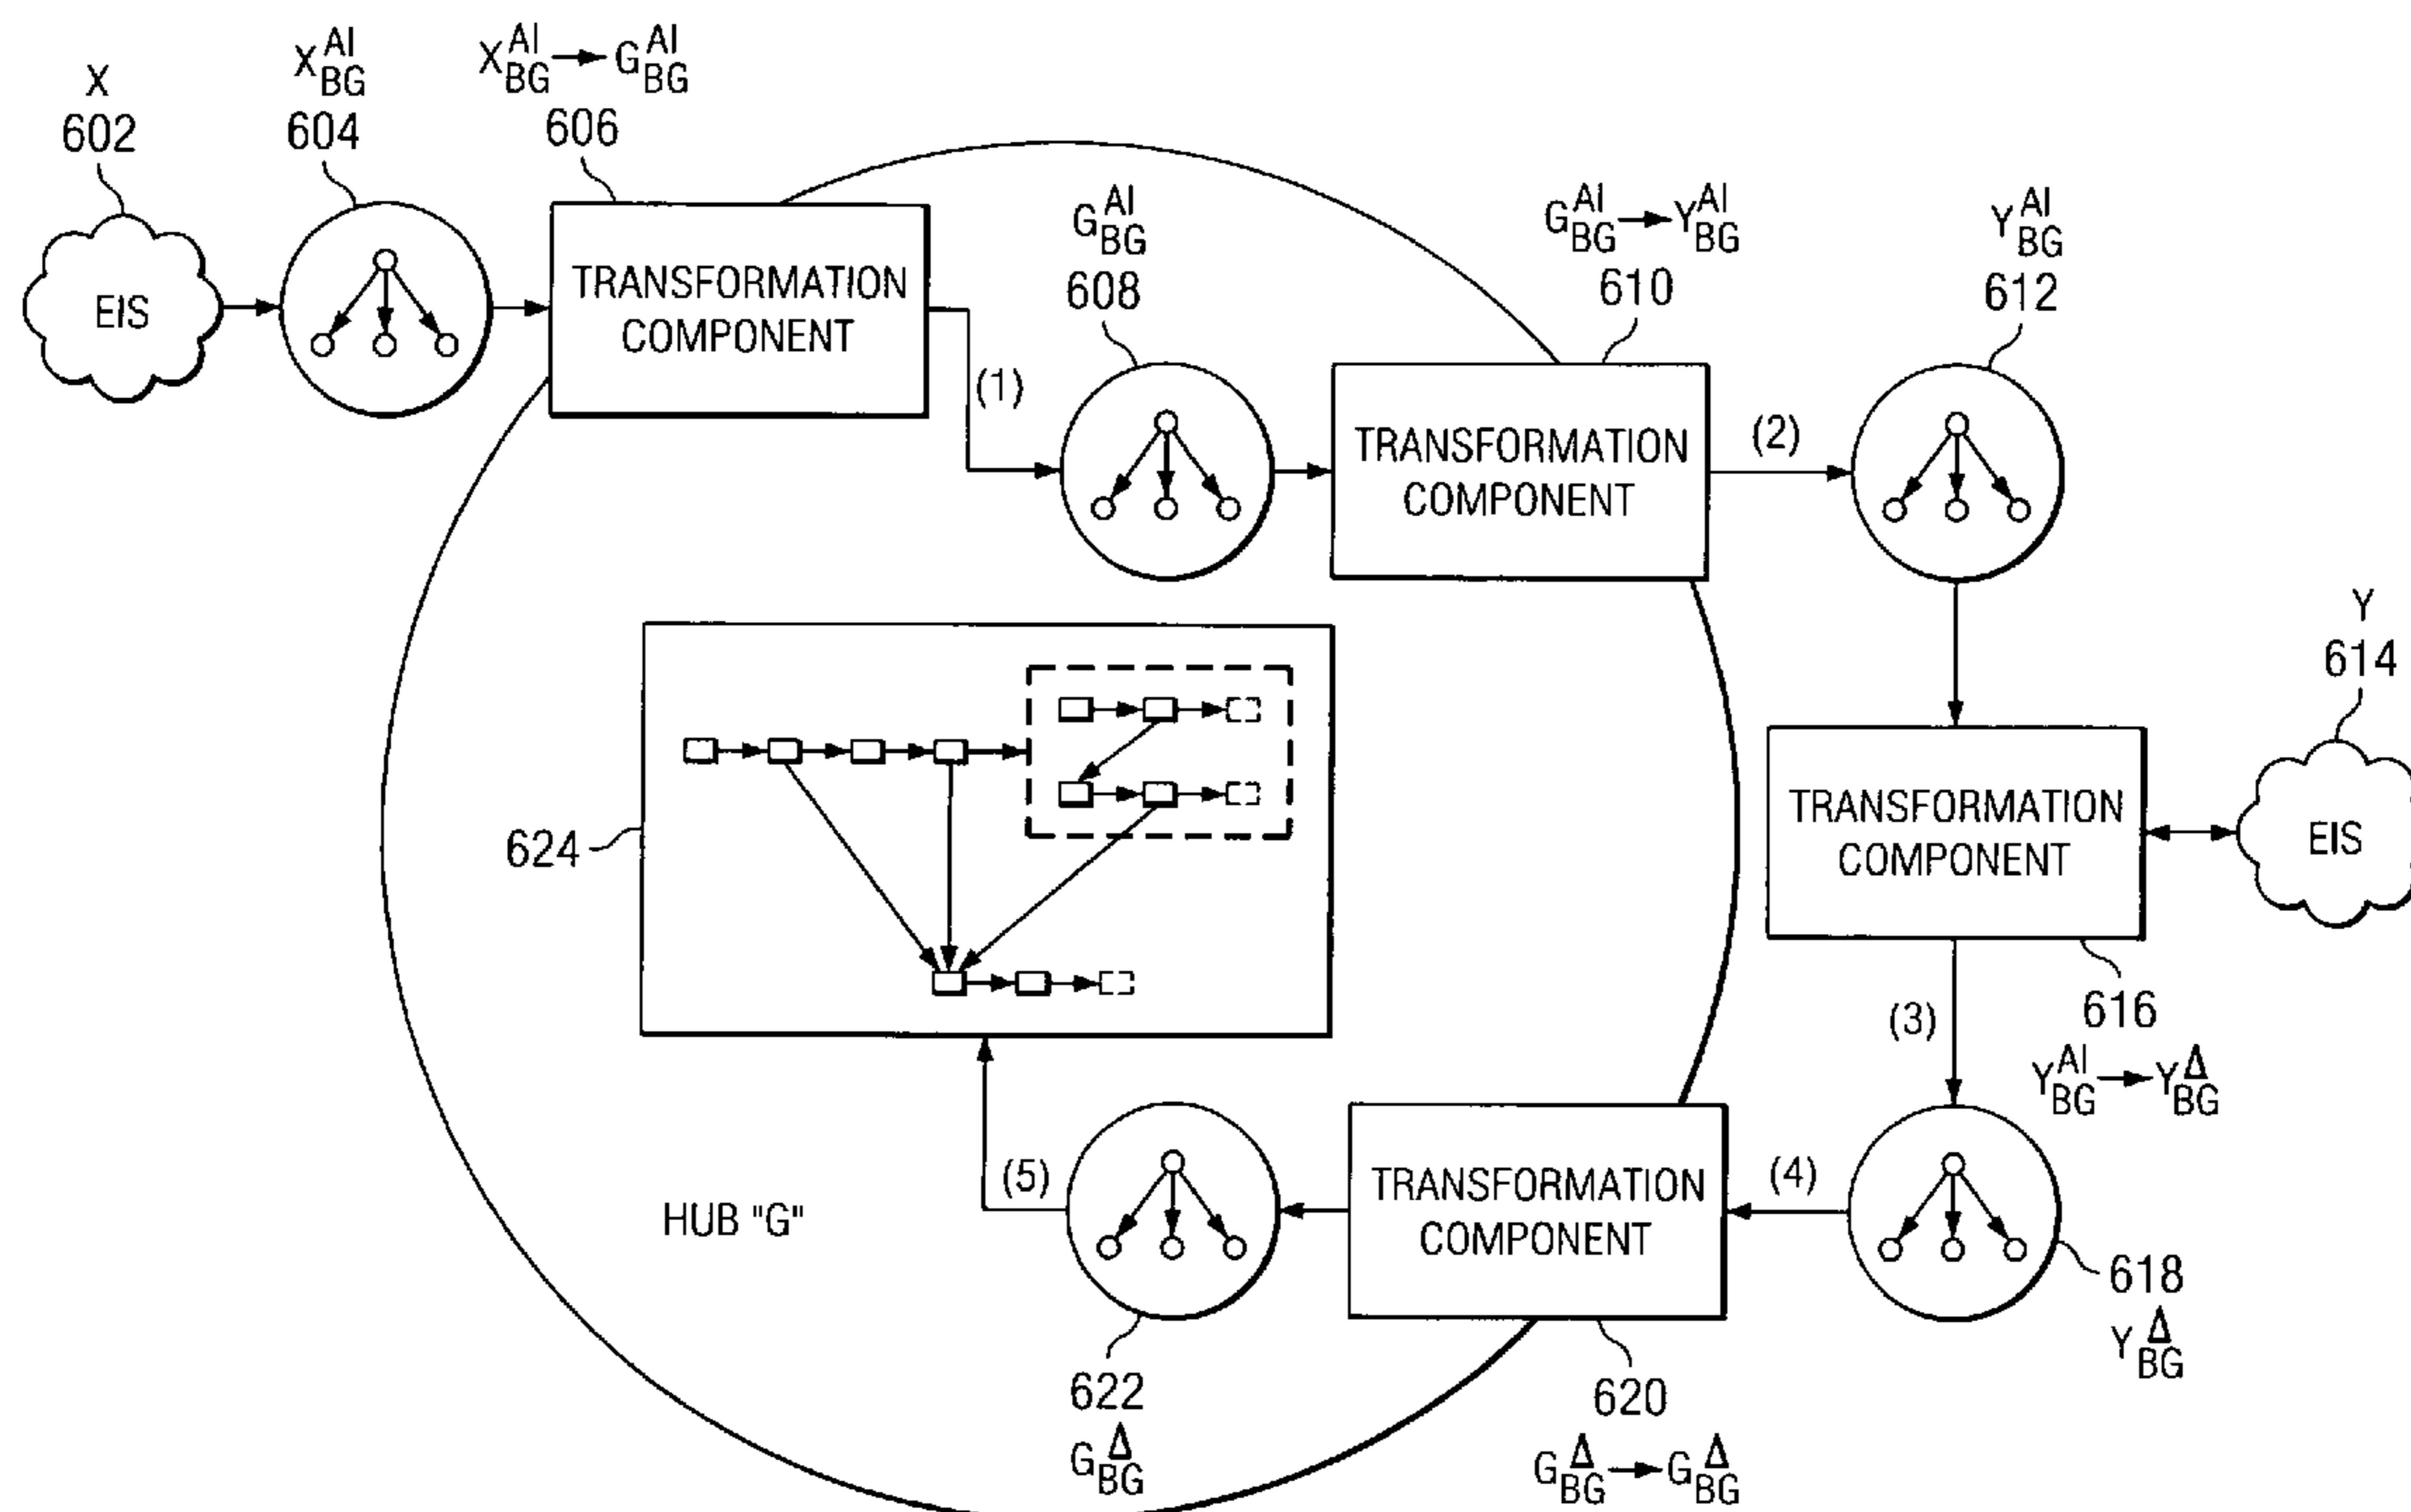 X
602
X^AI_BG
604
X^AI_BG → G^AI_BG
606
EIS
TRANSFORMATION
COMPONENT
(1)
G^AI_BG
608
G^AI_BG → Y^AI_BG
610
TRANSFORMATION
COMPONENT
(2)
Y^AI_BG
612
Y
614
EIS
TRANSFORMATION
COMPONENT
616
Y^AI_BG → Y^Δ_BG
(3)
624
618
Y^Δ_BG
(4)
TRANSFORMATION
COMPONENT
620
G^Δ_BG → G^Δ_BG
(5)
622
G^Δ_BG
HUB "G"